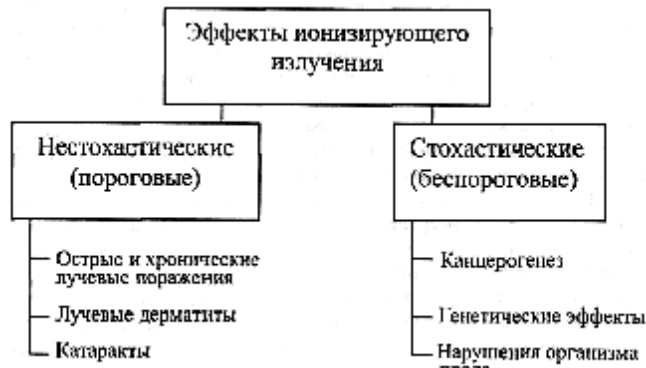 Эффекты ионизирующего
излучения
Нестохастические
(пороговые)
Стохастические
(беспороговые)
Острые и хронические
лучевые поражения
Лучевые дерматиты
Катаракты
Канцерогенез
Генетические эффекты
Нарушения организма